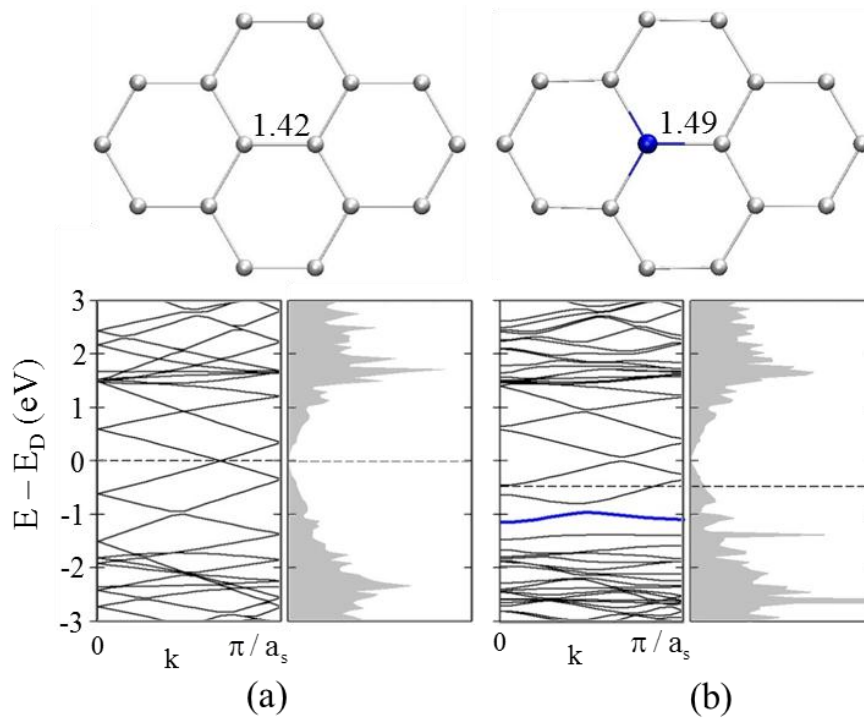 1.42
1.49
E – E_D (eV)
3
2
1
0
-1
-2
-3
0
k
π / a_s
0
k
π / a_s
(a)
(b)